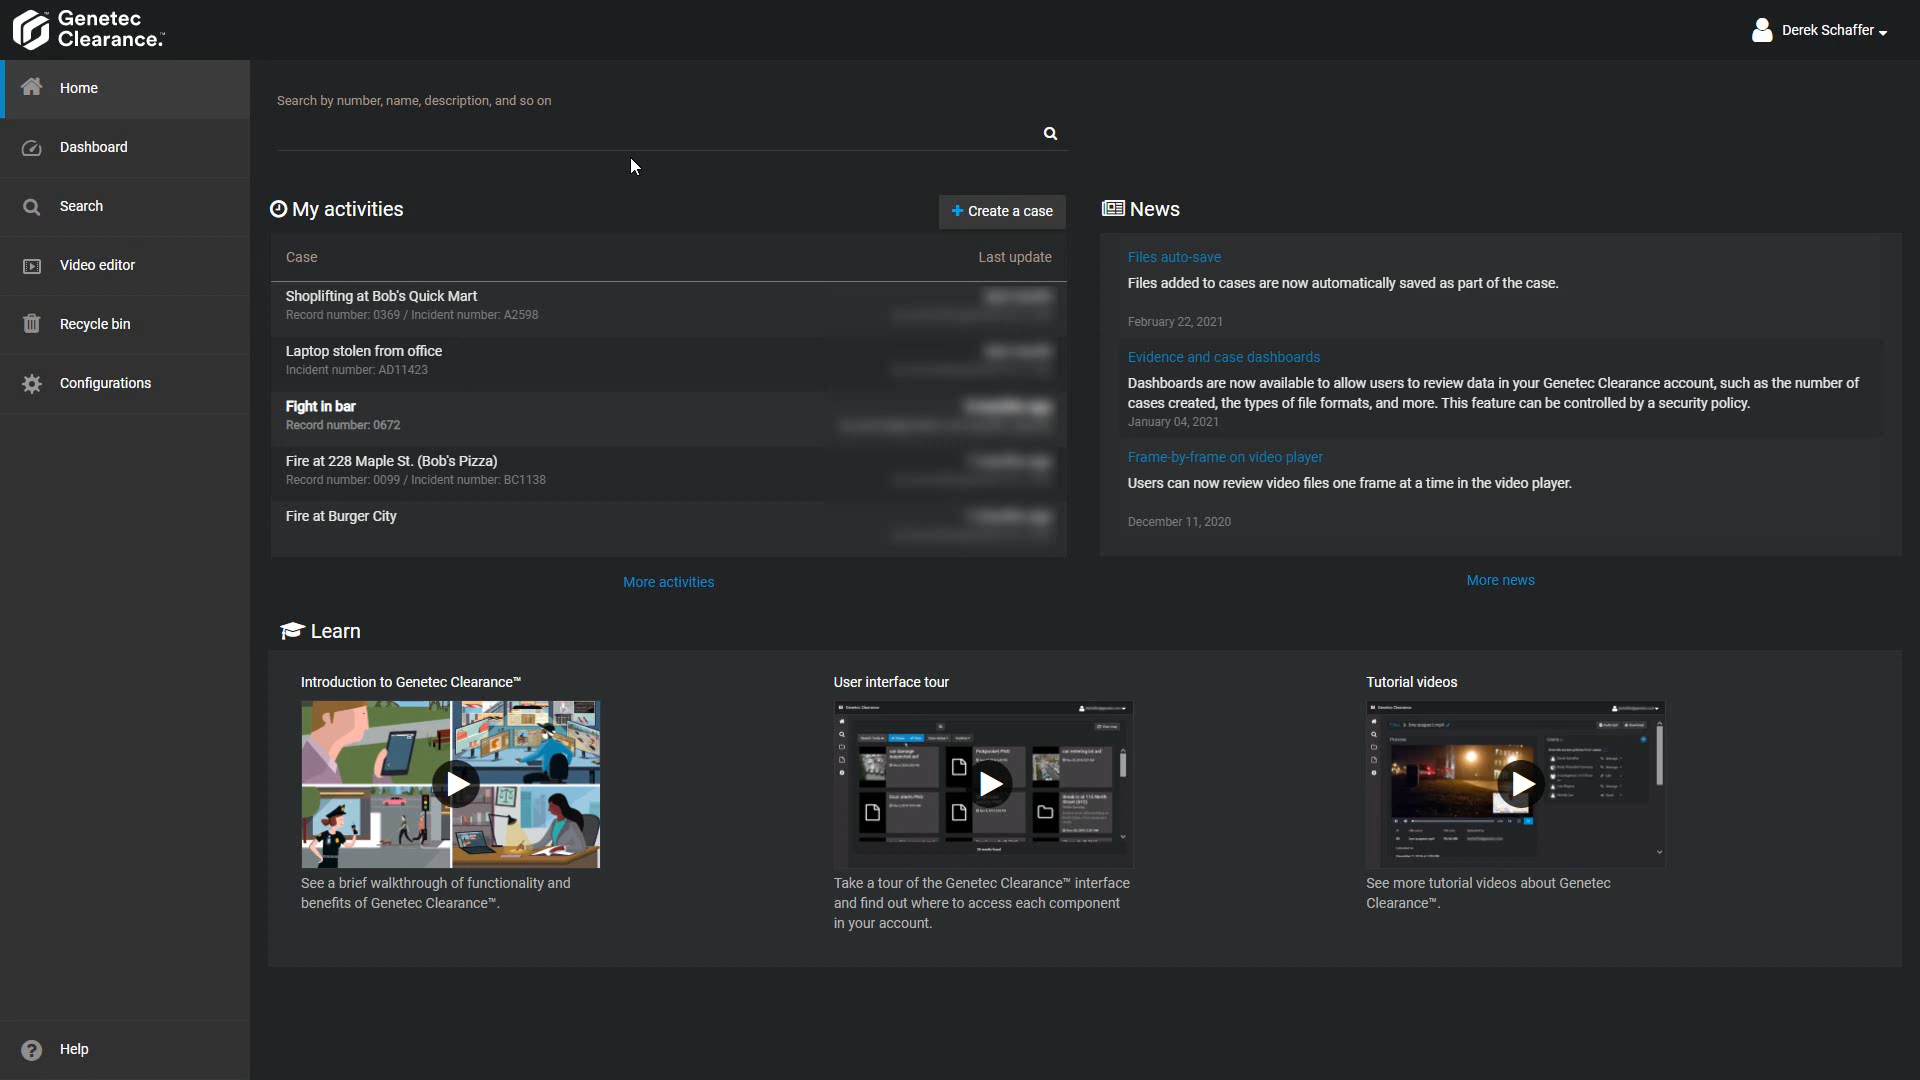 Genetec
Clearance.™
Derek Schaffer
Home
Dashboard
Search
Video editor
Recycle bin
Configurations
Help
Search by number, name, description, and so on
My activities
Create a case
Case
Last update
Shoplifting at Bob's Quick Mart
Record number: 0369 / Incident number: A2598
Laptop stolen from office
Incident number: AD11423
Fight in bar
Record number: 0672
Fire at 228 Maple St. (Bob's Pizza)
Record number: 0099 / Incident number: BC1138
Fire at Burger City
More activities
News
Files auto-save
Files added to cases are now automatically saved as part of the case.
February 22, 2021
Evidence and case dashboards
Dashboards are now available to allow users to review data in your Genetec Clearance account, such as the number of
cases created, the types of file formats, and more. This feature can be controlled by a security policy.
January 04, 2021
Frame-by-frame on video player
Users can now review video files one frame at a time in the video player.
December 11, 2020
More news
Learn
Introduction to Genetec Clearance™
See a brief walkthrough of functionality and
benefits of Genetec Clearance™.
User interface tour
Take a tour of the Genetec Clearance™ interface
and find out where to access each component
in your account.
Tutorial videos
See more tutorial videos about Genetec
Clearance™.